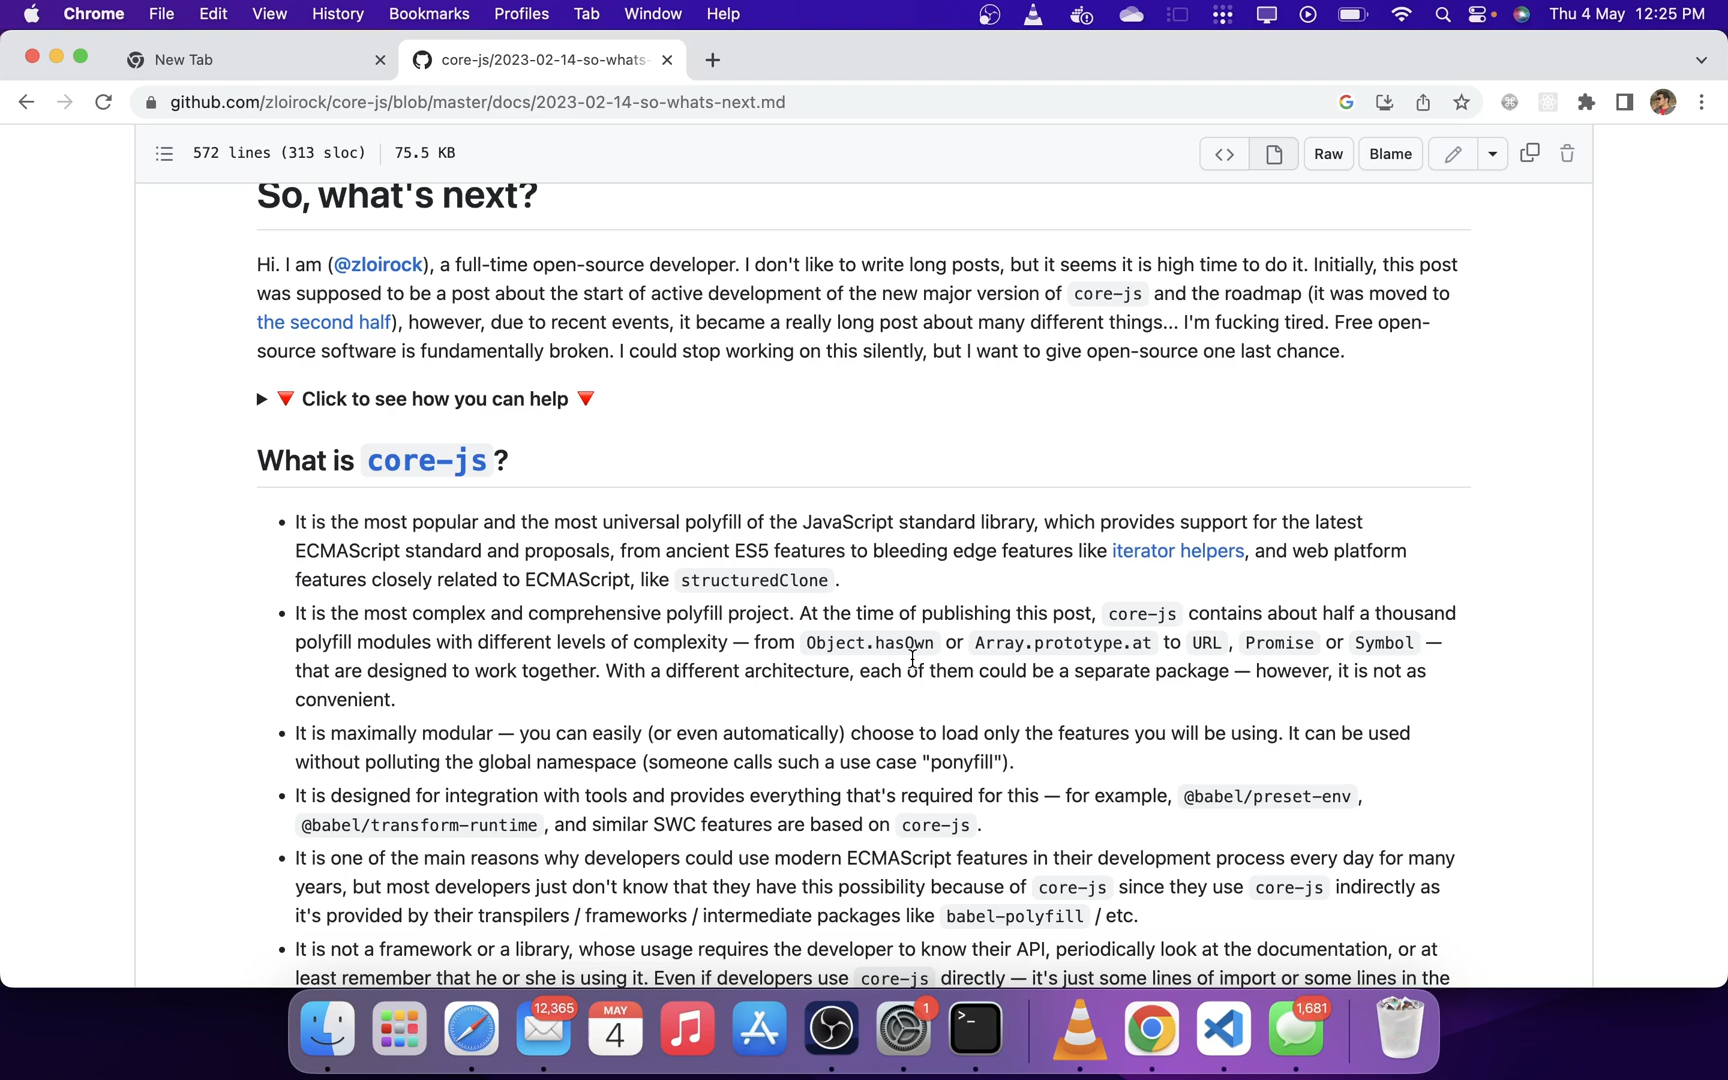 Chrome File Edit View History Bookmarks Profiles Tab Window Help Thu 4 May 12:25 PM
New Tab core-js/2023-02-14-so-whats-
github.com/zloirock/core-js/blob/master/docs/2023-02-14-so-whats-next.md
572 lines (313 sloc) 75.5 KB Raw Blame
So, what's next?
Hi. I am (@zloirock), a full-time open-source developer. I don't like to write long posts, but it seems it is high time to do it. Initially, this post
was supposed to be a post about the start of active development of the new major version of core-js and the roadmap (it was moved to
the second half), however, due to recent events, it became a really long post about many different things... I'm fucking tired. Free open-
source software is fundamentally broken. I could stop working on this silently, but I want to give open-source one last chance.
Click to see how you can help
What is core-js?
• It is the most popular and the most universal polyfill of the JavaScript standard library, which provides support for the latest
ECMAScript standard and proposals, from ancient ES5 features to bleeding edge features like iterator helpers, and web platform
features closely related to ECMAScript, like structuredClone.
• It is the most complex and comprehensive polyfill project. At the time of publishing this post, core-js contains about half a thousand
polyfill modules with different levels of complexity — from Object.hasOwn or Array.prototype.at to URL, Promise or Symbol —
that are designed to work together. With a different architecture, each of them could be a separate package — however, it is not as
convenient.
• It is maximally modular — you can easily (or even automatically) choose to load only the features you will be using. It can be used
without polluting the global namespace (someone calls such a use case "ponyfill").
• It is designed for integration with tools and provides everything that's required for this — for example, @babel/preset-env,
@babel/transform-runtime, and similar SWC features are based on core-js.
• It is one of the main reasons why developers could use modern ECMAScript features in their development process every day for many
years, but most developers just don't know that they have this possibility because of core-js since they use core-js indirectly as
it's provided by their transpilers / frameworks / intermediate packages like babel-polyfill / etc.
• It is not a framework or a library, whose usage requires the developer to know their API, periodically look at the documentation, or at
least remember that he or she is using it. Even if developers use core-js directly — it's just some lines of import or some lines in the
12,365 MAY 1 1,681
4